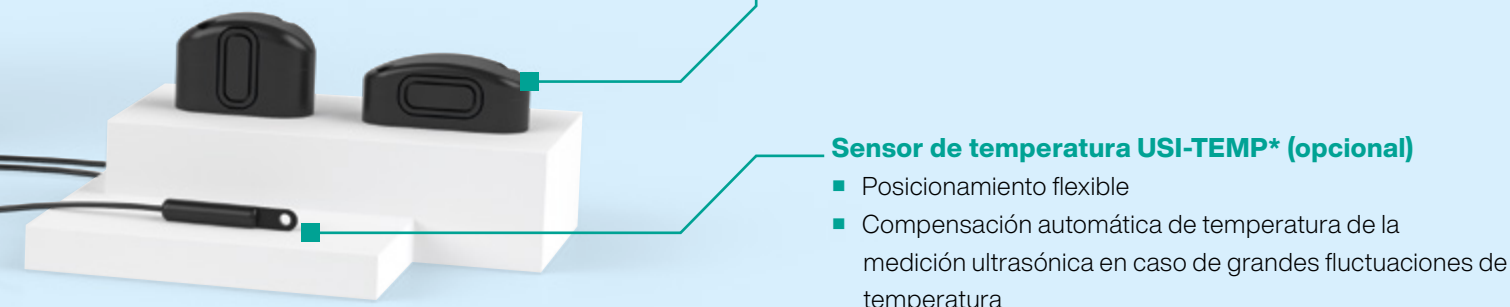 Sensor de temperatura USI-TEMP* (opcional)
■ Posicionamiento flexible
■ Compensación automática de temperatura de la
medición ultrasónica en caso de grandes fluctuaciones de
temperatura